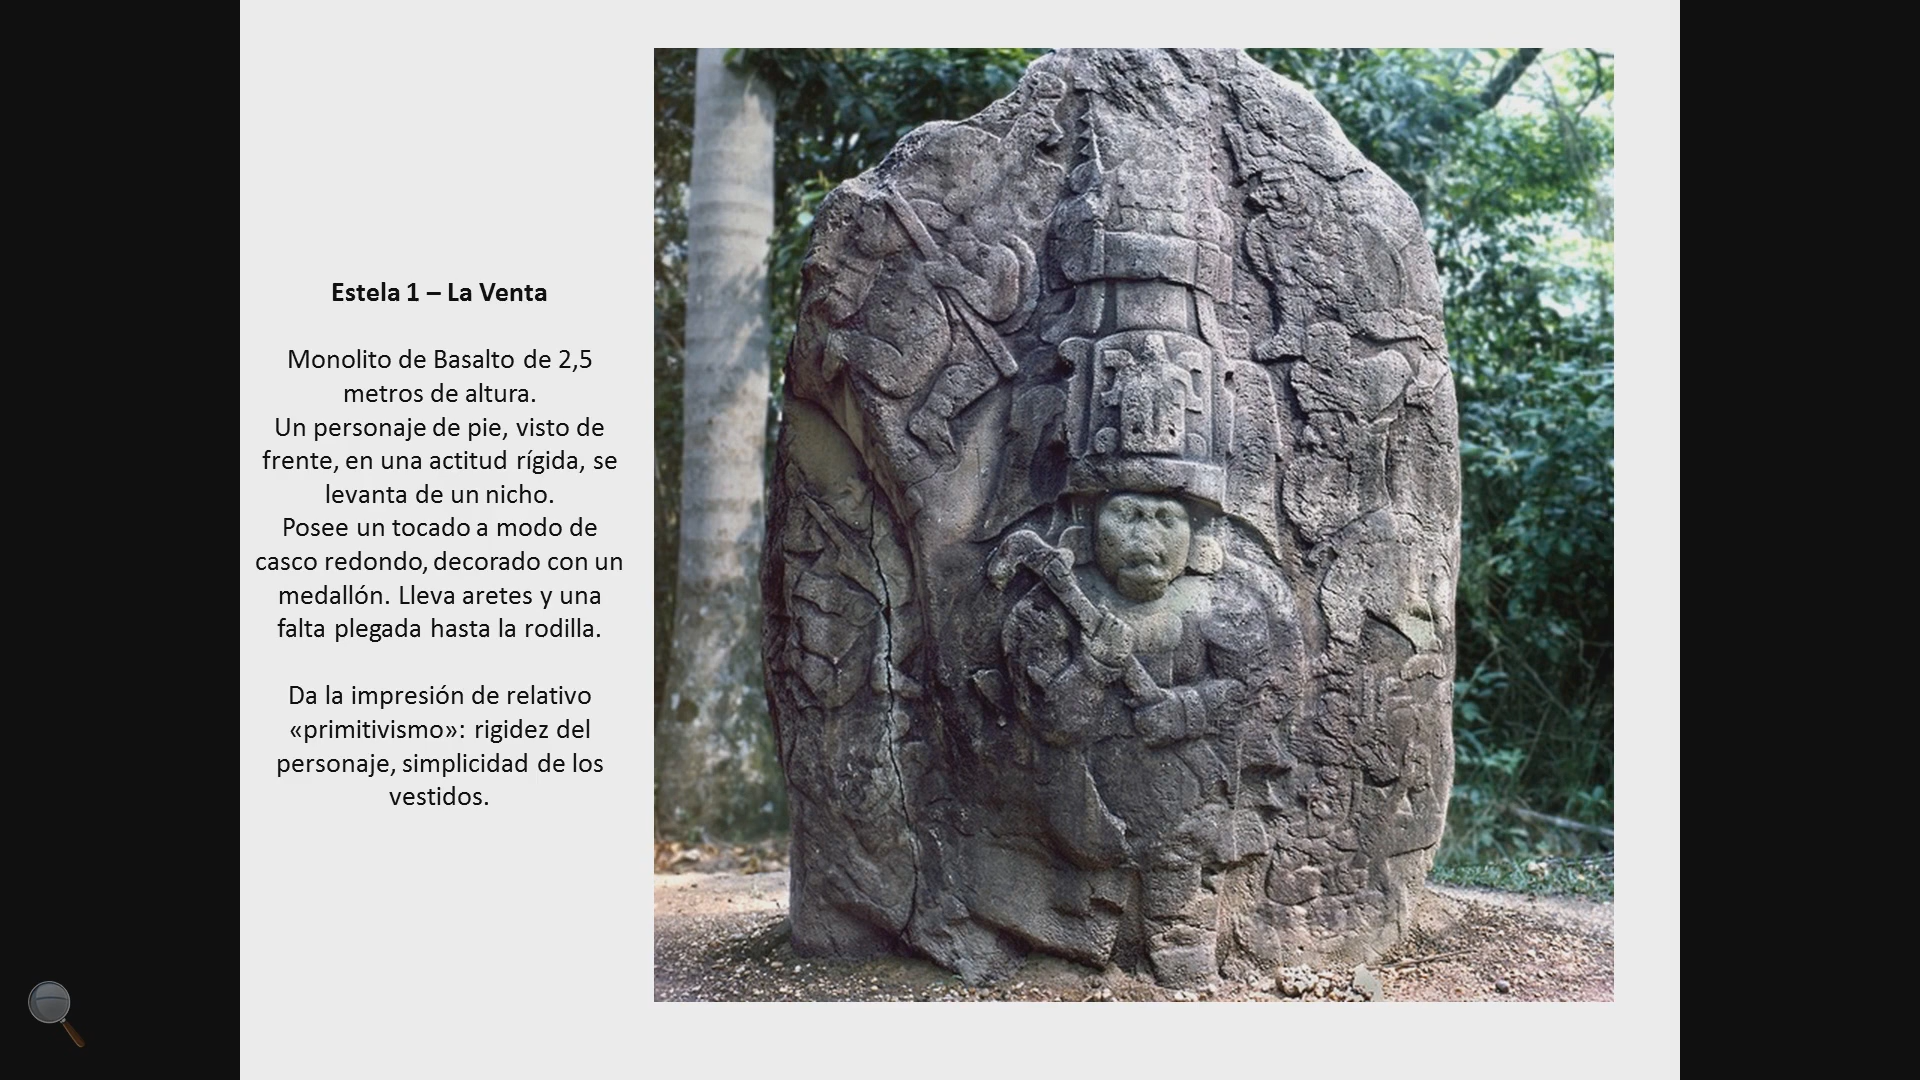 Estela 1 – La Venta
Monolito de Basalto de 2,5
metros de altura.
Un personaje de pie, visto de
frente, en una actitud rígida, se
levanta de un nicho.
Posee un tocado a modo de
casco redondo, decorado con un
medallón. Lleva aretes y una
falta plegada hasta la rodilla.
Da la impresión de relativo
«primitivismo»: rigidez del
personaje, simplicidad de los
vestidos.